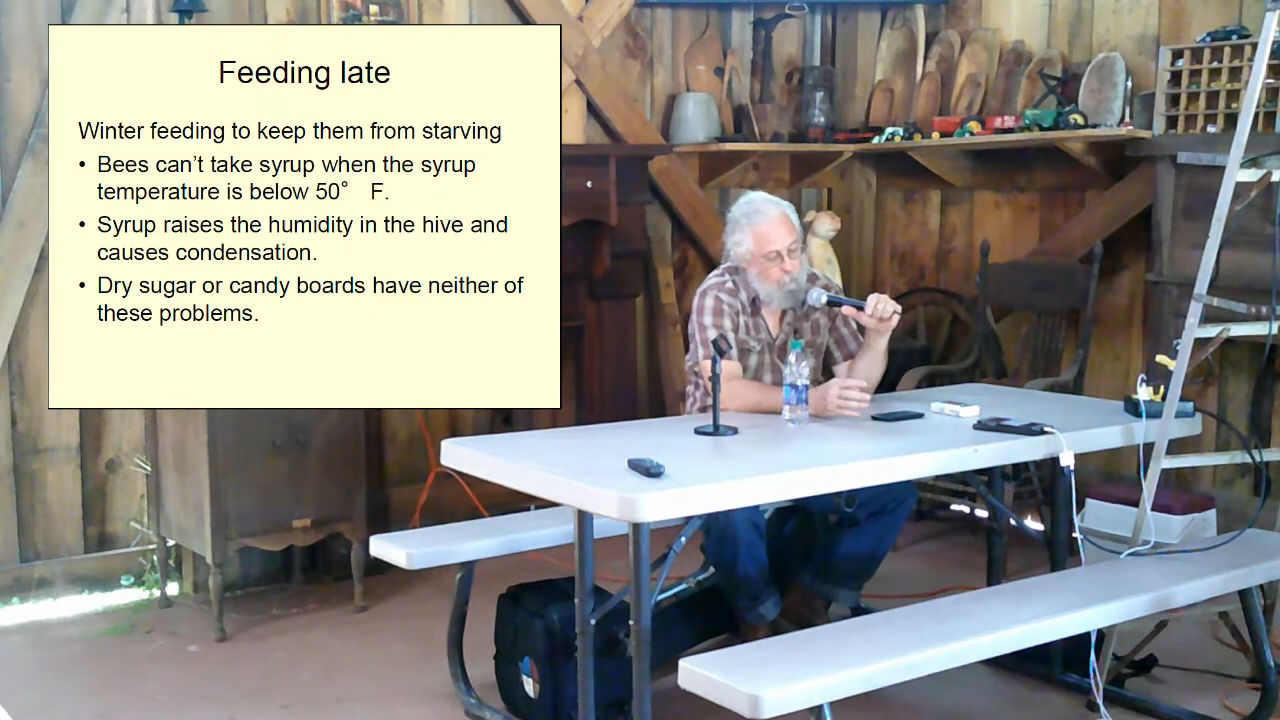 Feeding late
Winter feeding to keep them from starving
• Bees can’t take syrup when the syrup
temperature is below 50° F.
• Syrup raises the humidity in the hive and
causes condensation.
• Dry sugar or candy boards have neither of
these problems.